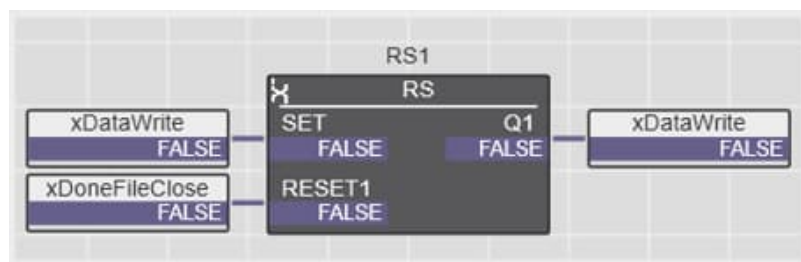 RS1
RS
xDataWrite
FALSE
SET
FALSE
Q1
FALSE
xDataWrite
FALSE
xDoneFileClose
FALSE
RESET1
FALSE